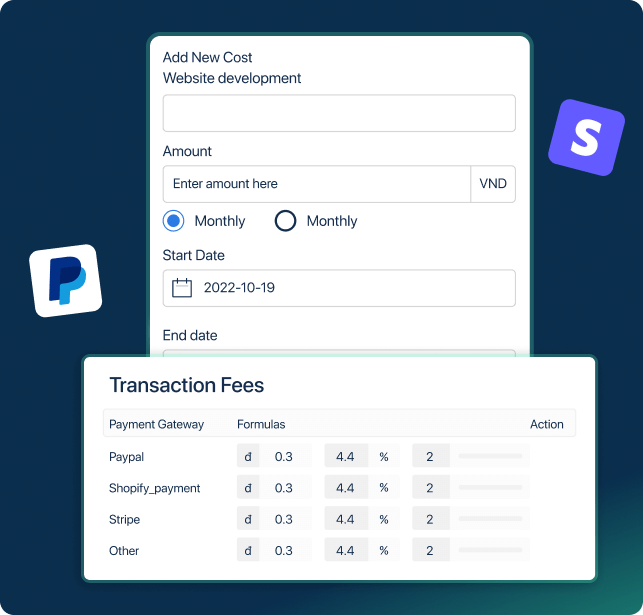 Add New Cost
Website development
Amount
Enter amount here VND
Monthly Monthly
Start Date
2022-10-19
End date
Transaction Fees
Payment Gateway Formulas Action
Paypal đ 0.3 4.4 % 2
Shopify_payment đ 0.3 4.4 % 2
Stripe đ 0.3 4.4 % 2
Other đ 0.3 4.4 % 2
S